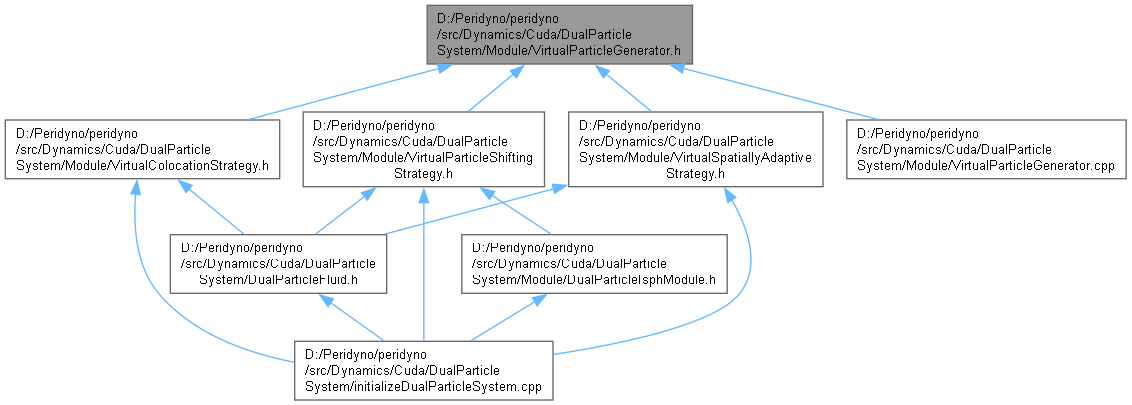 D:/Peridyno/peridyno
/src/Dynamics/Cuda/DualParticle
System/Module/VirtualParticleGenerator.h
D:/Peridyno/peridyno
/src/Dynamics/Cuda/DualParticle
System/Module/VirtualColocationStrategy.h
D:/Peridyno/peridyno
/src/Dynamics/Cuda/DualParticle
System/Module/VirtualParticleShifting
Strategy.h
D:/Peridyno/peridyno
/src/Dynamics/Cuda/DualParticle
System/Module/VirtualSpatiallyAdaptive
Strategy.h
D:/Peridyno/peridyno
/src/Dynamics/Cuda/DualParticle
System/Module/VirtualParticleGenerator.cpp
D:/Peridyno/peridyno
/src/Dynamics/Cuda/DualParticle
System/DualParticleFluid.h
D:/Peridyno/peridyno
/src/Dynamics/Cuda/DualParticle
System/Module/DualParticleIsphModule.h
D:/Peridyno/peridyno
/src/Dynamics/Cuda/DualParticle
System/initializeDualParticleSystem.cpp